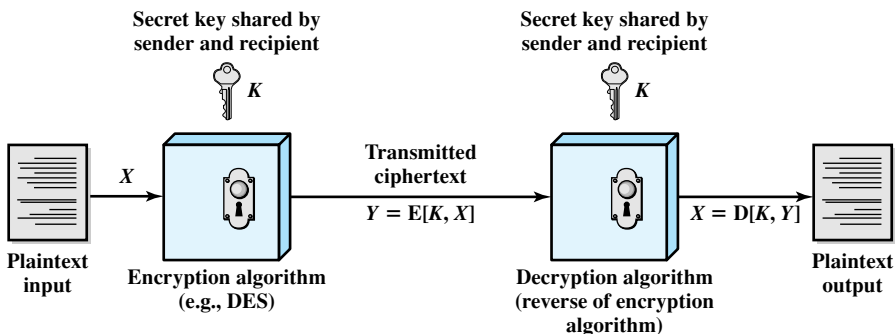 Secret key shared by
sender and recipient
K
Secret key shared by
sender and recipient
K
X
Transmitted
ciphertext
Y = E[K, X]
X = D[K, Y]
Plaintext
input
Encryption algorithm
(e.g., DES)
Decryption algorithm
(reverse of encryption
algorithm)
Plaintext
output